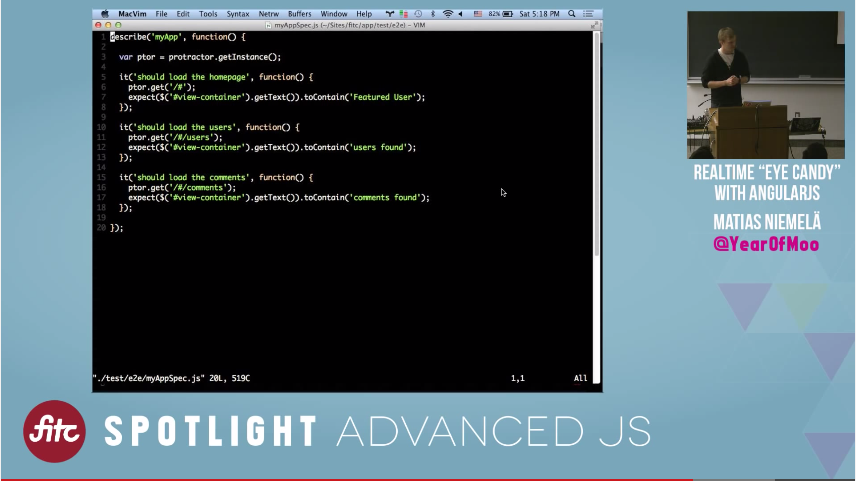 MacVim File Edit Tools Syntax Netrw Buffers Window Help 82% Sat 5:18 PM
myAppSpec.js (~/Sites/fitc/app/test/e2e) – VIM
1 describe('myApp', function() {
2
3 var ptor = protractor.getInstance();
4
5 it('should load the homepage', function() {
6 ptor.get('/#');
7 expect($('#view-container').getText()).toContain('Featured User');
8 });
9
10 it('should load the users', function() {
11 ptor.get('/#/users');
12 expect($('#view-container').getText()).toContain('users found');
13 });
14
15 it('should load the comments', function() {
16 ptor.get('/#/comments');
17 expect($('#view-container').getText()).toContain('comments found');
18 });
19
20 });
"./test/e2e/myAppSpec.js" 20L, 519C 1,1 All
REALTIME “EYE CANDY”
WITH ANGULARJS
MATIAS NIEMELÄ
@YearOfMoo
fitc SPOTLIGHT ADVANCED JS